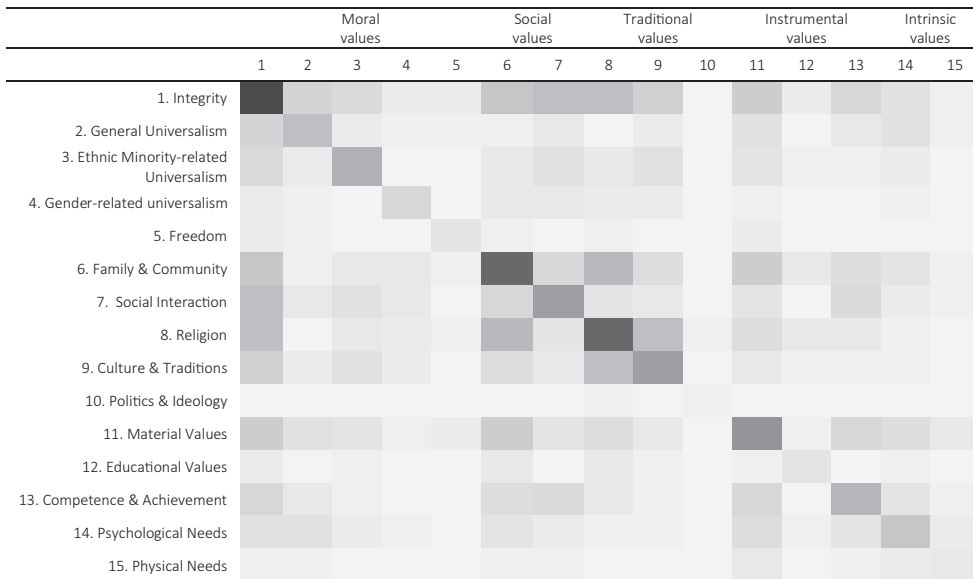 Moral Social Traditional Instrumental Intrinsic
values values values values values
1 2 3 4 5 6 7 8 9 10 11 12 13 14 15
1. Integrity
2. General Universalism
3. Ethnic Minority-related
Universalism
4. Gender-related universalism
5. Freedom
6. Family & Community
7. Social Interaction
8. Religion
9. Culture & Traditions
10. Politics & Ideology
11. Material Values
12. Educational Values
13. Competence & Achievement
14. Psychological Needs
15. Physical Needs